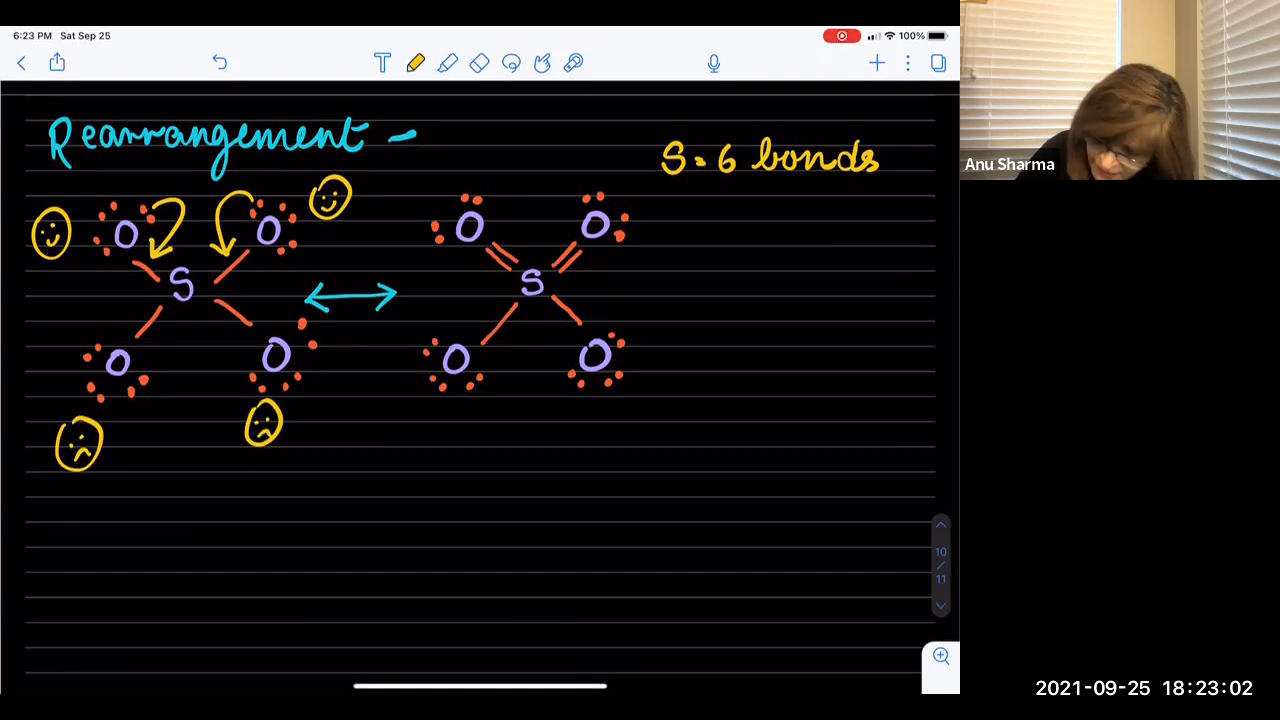 6:23 PM Sat Sep 25
100%
T
Rearrangement -
S = 6 bonds
O O O O
S S
O O O O
10
/
11
Anu Sharma
2021-09-25 18:23:02